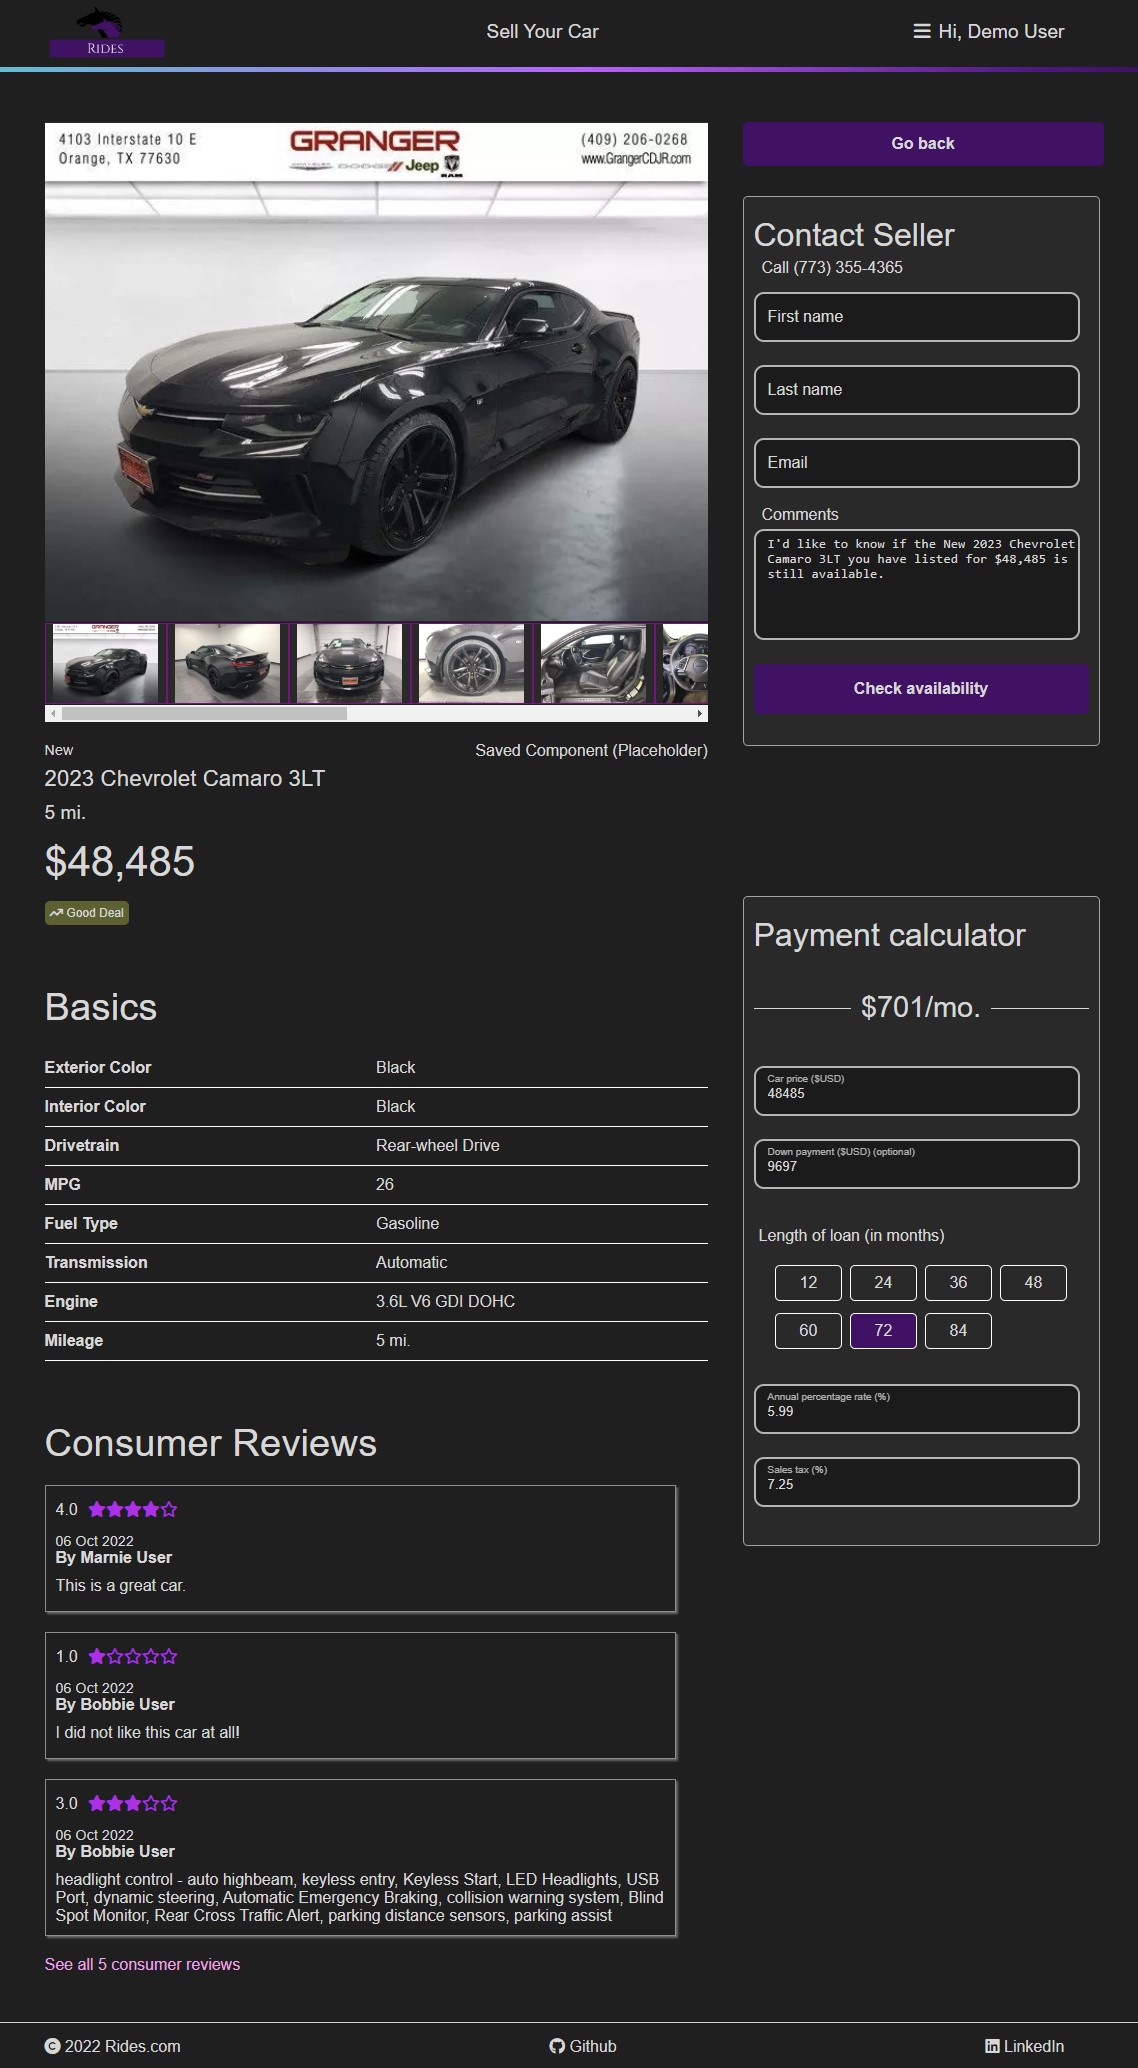 RIDES
Sell Your Car
Hi, Demo User
4103 Interstate 10 E
Orange, TX 77630
GRANGER
CHRYSLER DODGE Jeep RAM
(409) 206-0268
www.GrangerCDJR.com
New
Saved Component (Placeholder)
2023 Chevrolet Camaro 3LT
5 mi.
$48,485
Good Deal
Basics
Exterior Color Black
Interior Color Black
Drivetrain Rear-wheel Drive
MPG 26
Fuel Type Gasoline
Transmission Automatic
Engine 3.6L V6 GDI DOHC
Mileage 5 mi.
Consumer Reviews
4.0
06 Oct 2022
By Marnie User
This is a great car.
1.0
06 Oct 2022
By Bobbie User
I did not like this car at all!
3.0
06 Oct 2022
By Bobbie User
headlight control - auto highbeam, keyless entry, Keyless Start, LED Headlights, USB
Port, dynamic steering, Automatic Emergency Braking, collision warning system, Blind
Spot Monitor, Rear Cross Traffic Alert, parking distance sensors, parking assist
See all 5 consumer reviews
Go back
Contact Seller
Call (773) 355-4365
First name
Last name
Email
Comments
I'd like to know if the New 2023 Chevrolet
Camaro 3LT you have listed for $48,485 is
still available.
Check availability
Payment calculator
$701/mo.
Car price ($USD)
48485
Down payment ($USD) (optional)
9697
Length of loan (in months)
12 24 36 48
60 72 84
Annual percentage rate (%)
5.99
Sales tax (%)
7.25
© 2022 Rides.com
Github
LinkedIn